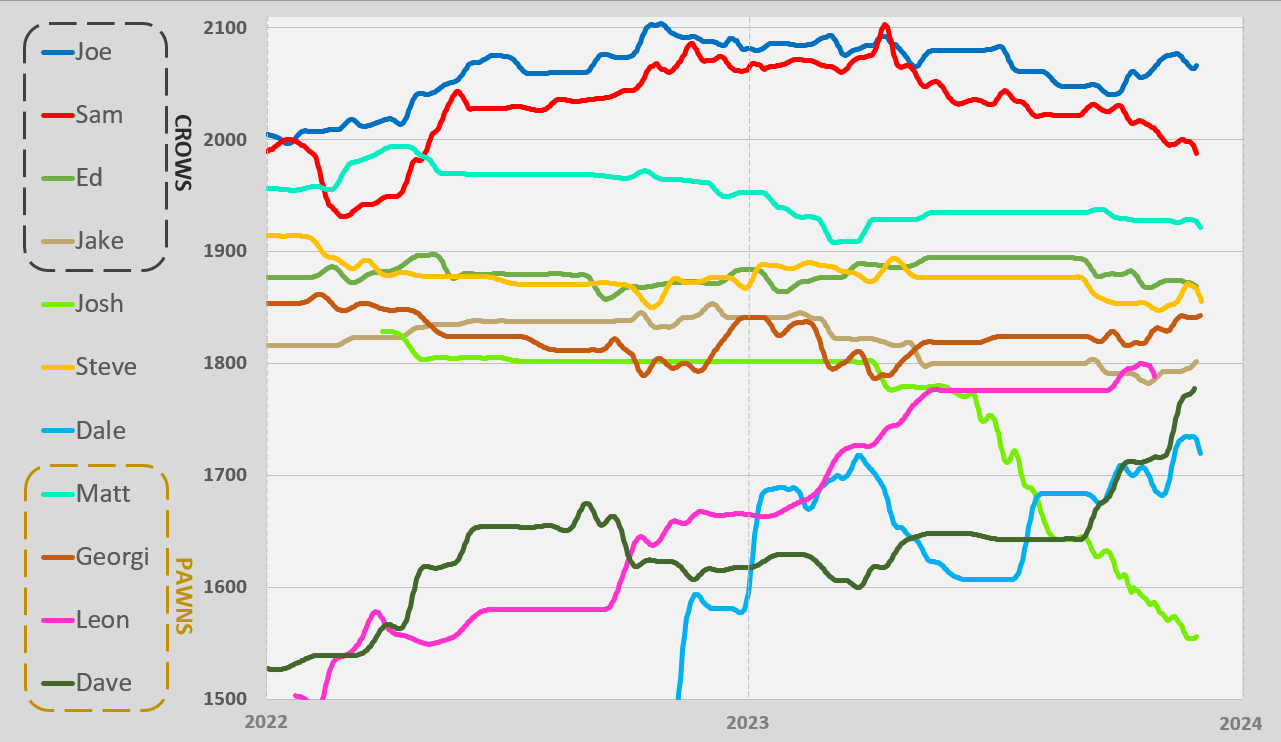 Joe
Sam
Ed
Jake
CROWS
Josh
Steve
Dale
Matt
Georgi
Leon
Dave
PAWNS
2100
2000
1900
1800
1700
1600
1500
2022 2023 2024